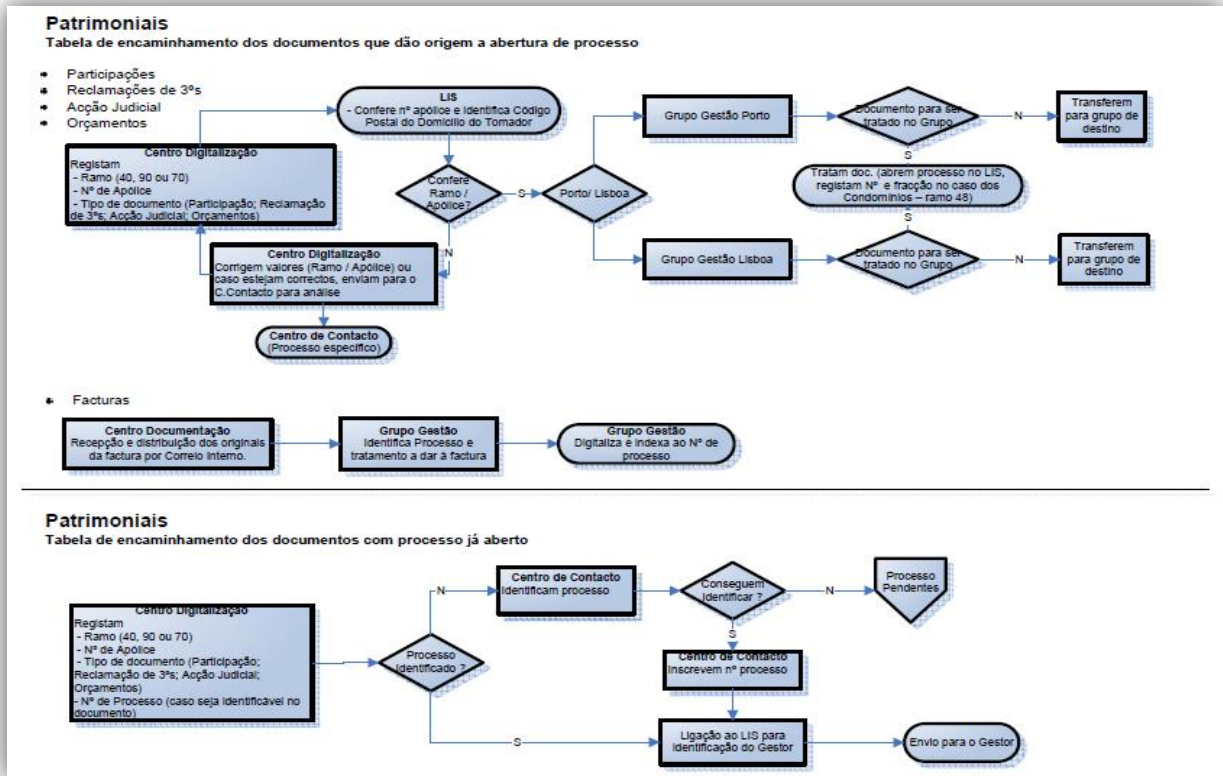 Patrimoniais
Tabela de encaminhamento dos documentos que dão origem a abertura de processo
Participações
Reclamações de 3ºs
Acção Judicial
Orçamentos
LIS
- Confere nº apólice e Identifica Código
Postal do Domicílio do Tomador
Centro Digitalização
Registam
- Ramo (40, 90 ou 70)
- Nº de Apólice
- Tipo de documento (Participação; Reclamação
de 3ºs; Acção Judicial; Orçamentos)
Confere
Ramo /
Apólice?
S
N
Centro Digitalização
Corrigem valores (Ramo / Apólice) ou
caso estejam correctos, enviam para o
C.Contacto para análise
Centro de Contacto
(Processo específico)
Porto/ Lisboa
Grupo Gestão Porto
Documento para ser
tratado no Grupo
N
Transferem
para grupo de
destino
S
Tratam doc. (abrem processo no LIS,
registam Nº e fracção no caso dos
Condomínios – ramo 48)
S
Grupo Gestão Lisboa
Documento para ser
tratado no Grupo
N
Transferem
para grupo de
destino
Facturas
Centro Documentação
Recepção e distribuição dos originais
da factura por Correio Interno.
Grupo Gestão
Identifica Processo e
tratamento a dar à factura
Grupo Gestão
Digitaliza e indexa ao Nº de
processo
Patrimoniais
Tabela de encaminhamento dos documentos com processo já aberto
Centro Digitalização
Registam
- Ramo (40, 90 ou 70)
- Nº de Apólice
- Tipo de documento (Participação;
Reclamação de 3ºs; Acção Judicial;
Orçamentos)
- Nº de Processo (caso seja identificável no
documento)
Processo
Identificado ?
N
Centro de Contacto
Identificam processo
Conseguem
Identificar ?
N
Processo
Pendentes
S
Centro de Contacto
Inscrevem nº processo
S
Ligação ao LIS para
Identificação do Gestor
Envio para o Gestor